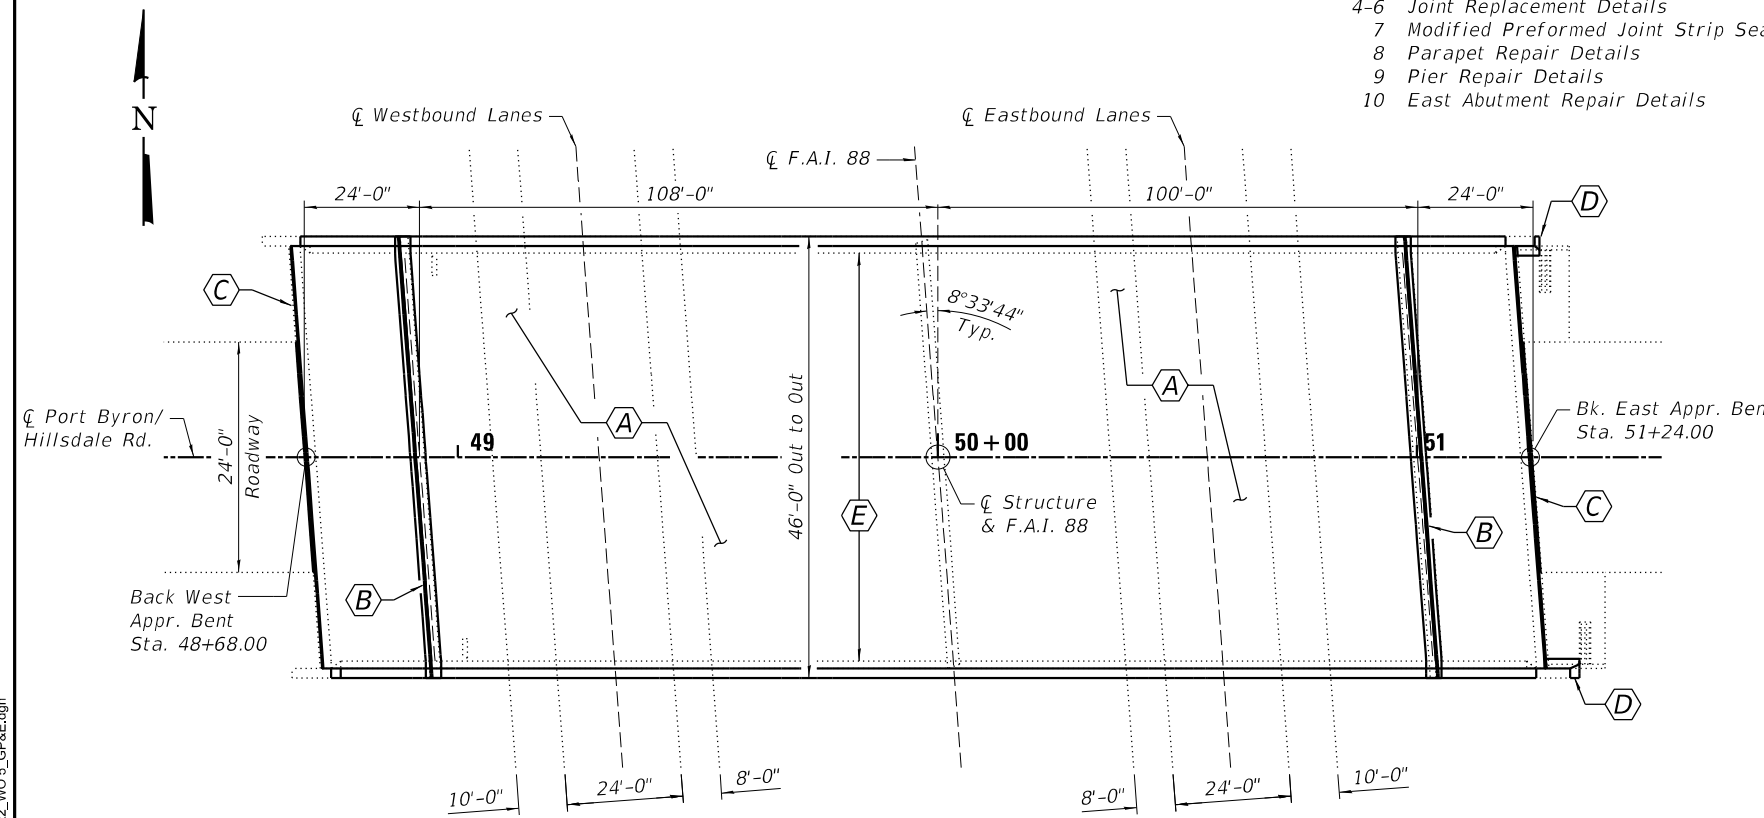 4-6 Joint Replacement Details
7 Modified Preformed Joint Strip
8 Parapet Repair Details
9 Pier Repair Details
10 East Abutment Repair Details
N
℄ Westbound Lanes
℄ Eastbound Lanes
℄ F.A.I. 88
24'-0"
108'-0"
100'-0"
24'-0"
D
C
8°33'44"
Typ.
A
A
℄ Port Byron/
Hillsdale Rd.
24'-0"
Roadway
49
46'-0" Out to Out
50+00
51
Bk. East Appr.
Sta. 51+24.00
E
℄ Structure
& F.A.I. 88
C
B
B
Back West
Appr. Bent
Sta. 48+68.00
D
10'-0"
24'-0"
8'-0"
8'-0"
24'-0"
10'-0"